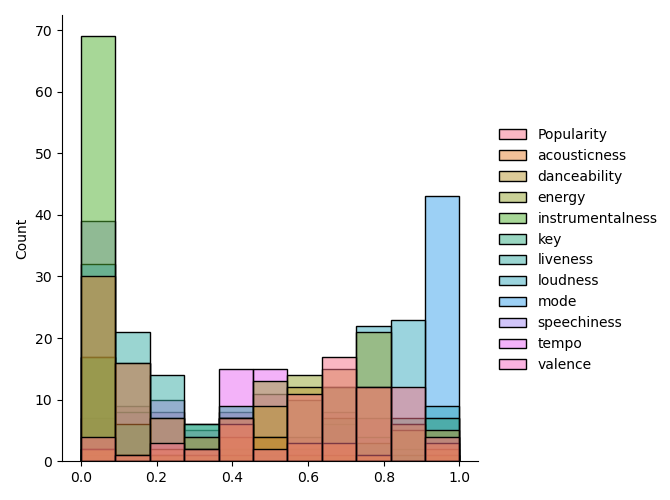 70
60
50
40
30
20
10
0
Count
0.0 0.2 0.4 0.6 0.8 1.0
Popularity
acousticness
danceability
energy
instrumentalness
key
liveness
loudness
mode
speechiness
tempo
valence